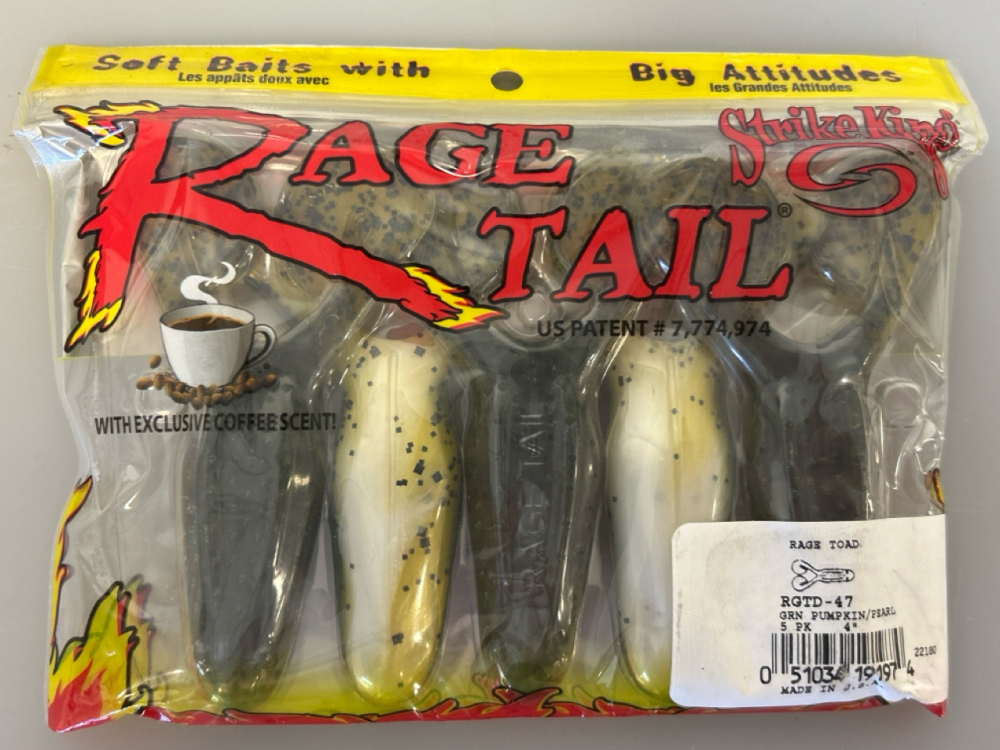 Soft Baits with
Les appâts doux avec
Big Attitudes
les Grandes Attitudes
RAGE
TAIL®
Strike King
US PATENT # 7,774,974
WITH EXCLUSIVE COFFEE SCENT!
RAGE TAIL
RAGE TOAD
RGTD-47
GRN PUMPKIN/PEARL
5 PK 4"
22180
0 51034 19197 4
MADE IN U.S.A.